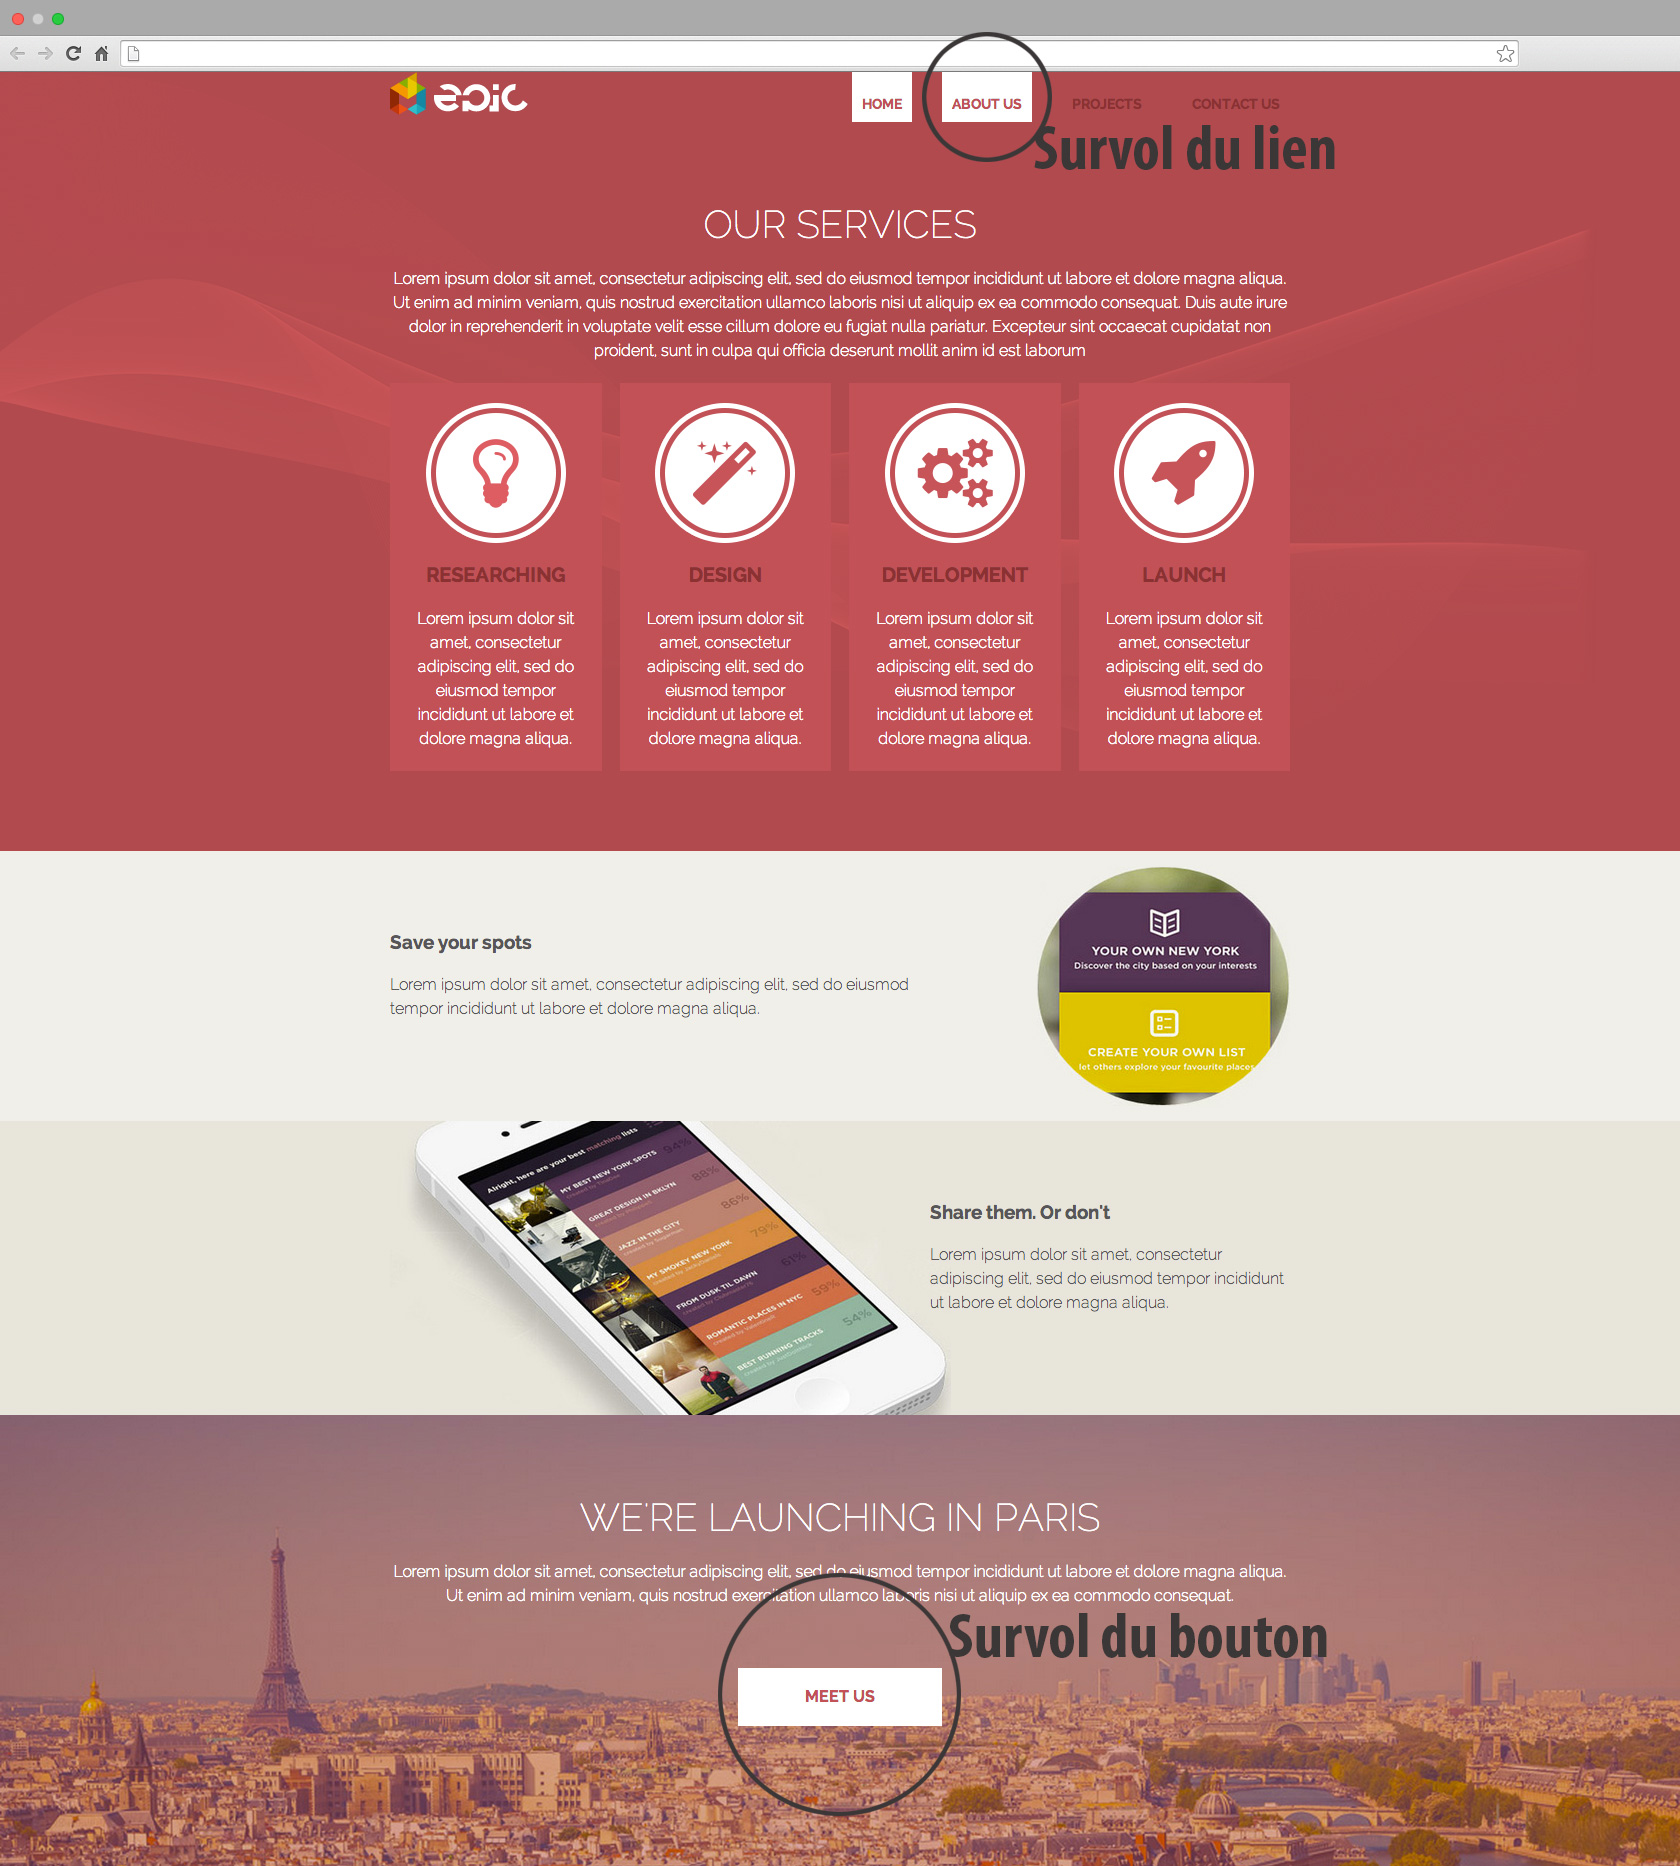 epic
HOME
ABOUT US
PROJECTS
CONTACT US
Survol du lien
OUR SERVICES
Lorem ipsum dolor sit amet, consectetur adipiscing elit, sed do eiusmod tempor incididunt ut labore et dolore magna aliqua.
Ut enim ad minim veniam, quis nostrud exercitation ullamco laboris nisi ut aliquip ex ea commodo consequat. Duis aute irure
dolor in reprehenderit in voluptate velit esse cillum dolore eu fugiat nulla pariatur. Excepteur sint occaecat cupidatat non
proident, sunt in culpa qui officia deserunt mollit anim id est laborum
RESEARCHING
Lorem ipsum dolor sit
amet, consectetur
adipiscing elit, sed do
eiusmod tempor
incididunt ut labore et
dolore magna aliqua.
DESIGN
Lorem ipsum dolor sit
amet, consectetur
adipiscing elit, sed do
eiusmod tempor
incididunt ut labore et
dolore magna aliqua.
DEVELOPMENT
Lorem ipsum dolor sit
amet, consectetur
adipiscing elit, sed do
eiusmod tempor
incididunt ut labore et
dolore magna aliqua.
LAUNCH
Lorem ipsum dolor sit
amet, consectetur
adipiscing elit, sed do
eiusmod tempor
incididunt ut labore et
dolore magna aliqua.
Save your spots
Lorem ipsum dolor sit amet, consectetur adipiscing elit, sed do eiusmod
tempor incididunt ut labore et dolore magna aliqua.
YOUR OWN NEW YORK
Discover the city based on your interests
CREATE YOUR OWN LIST
let others explore your favourite places
Alright, here are your best matching lists
MY BEST NEW YORK SPOTS 94%
GREAT DESIGN IN BKLYN 88%
JAZZ IN THE CITY 86%
MY SMOKEY NEW YORK 79%
FROM DUSK TIL DAWN 61%
ROMANTIC PLACES IN NYC 59%
BEST RUNNING TRACKS 54%
Share them. Or don't
Lorem ipsum dolor sit amet, consectetur
adipiscing elit, sed do eiusmod tempor incididunt
ut labore et dolore magna aliqua.
WE'RE LAUNCHING IN PARIS
Lorem ipsum dolor sit amet, consectetur adipiscing elit, sed do eiusmod tempor incididunt ut labore et dolore magna aliqua.
Ut enim ad minim veniam, quis nostrud exercitation ullamco laboris nisi ut aliquip ex ea commodo consequat.
Survol du bouton
MEET US